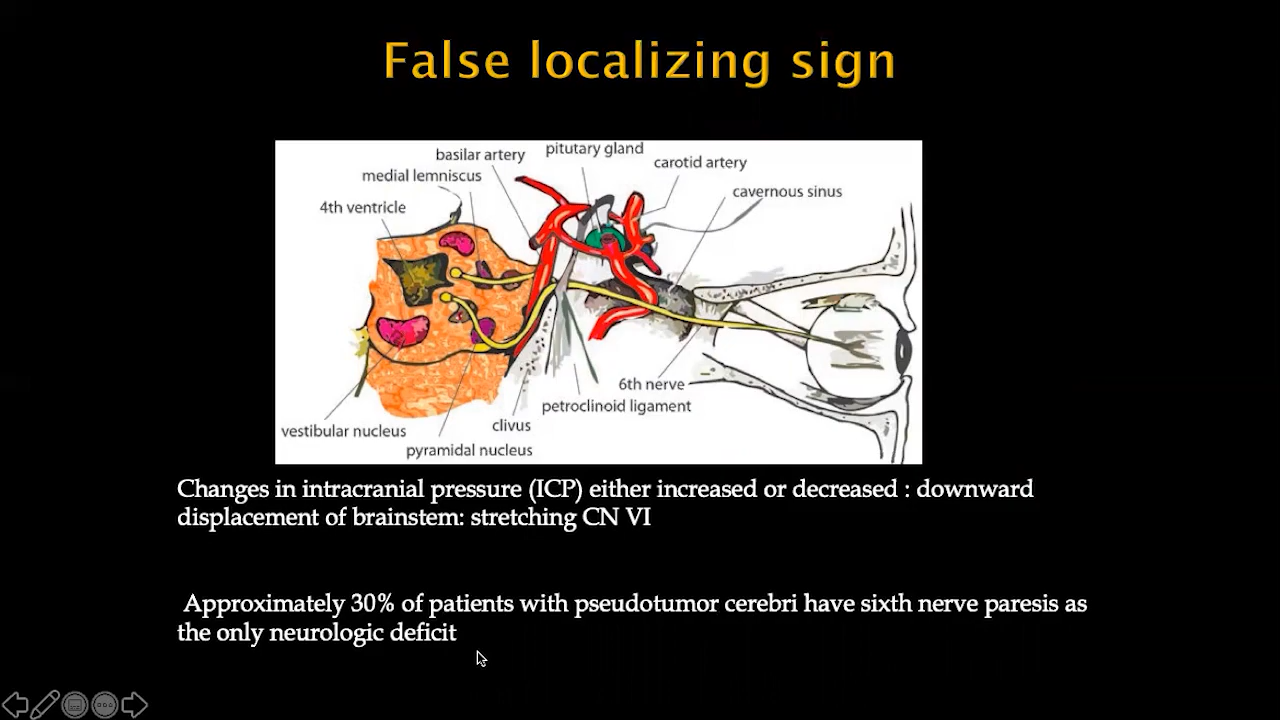 False localizing sign
basilar artery
pitutary gland
carotid artery
medial lemniscus
cavernous sinus
4th ventricle
6th nerve
petroclinoid ligament
clivus
vestibular nucleus
pyramidal nucleus
Changes in intracranial pressure (ICP) either increased or decreased : downward
displacement of brainstem: stretching CN VI
Approximately 30% of patients with pseudotumor cerebri have sixth nerve paresis as
the only neurologic deficit